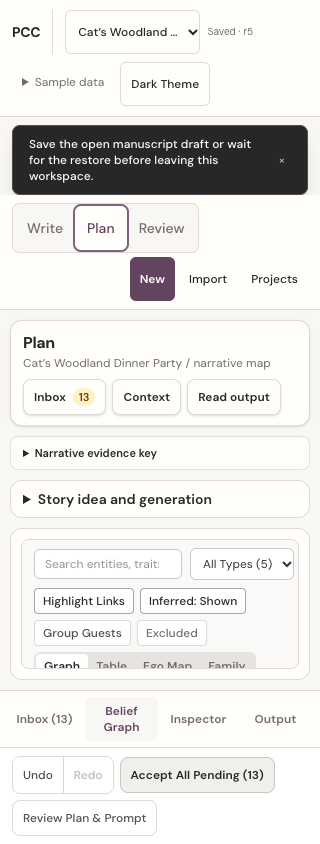 PCC
Cat's Woodland ...
Saved · r5
▶ Sample data
Dark Theme
Save the open manuscript draft or wait
for the restore before leaving this
workspace.
×
Write Plan Review
New Import Projects
Plan
Cat's Woodland Dinner Party / narrative map
Inbox 13 Context Read output
▶ Narrative evidence key
▶ Story idea and generation
Search entities, trait:
All Types (5)
Highlight Links Inferred: Shown
Group Guests Excluded
Graph Table Ego Map Family
Inbox (13) Belief Graph Inspector Output
Undo Redo Accept All Pending (13)
Review Plan & Prompt